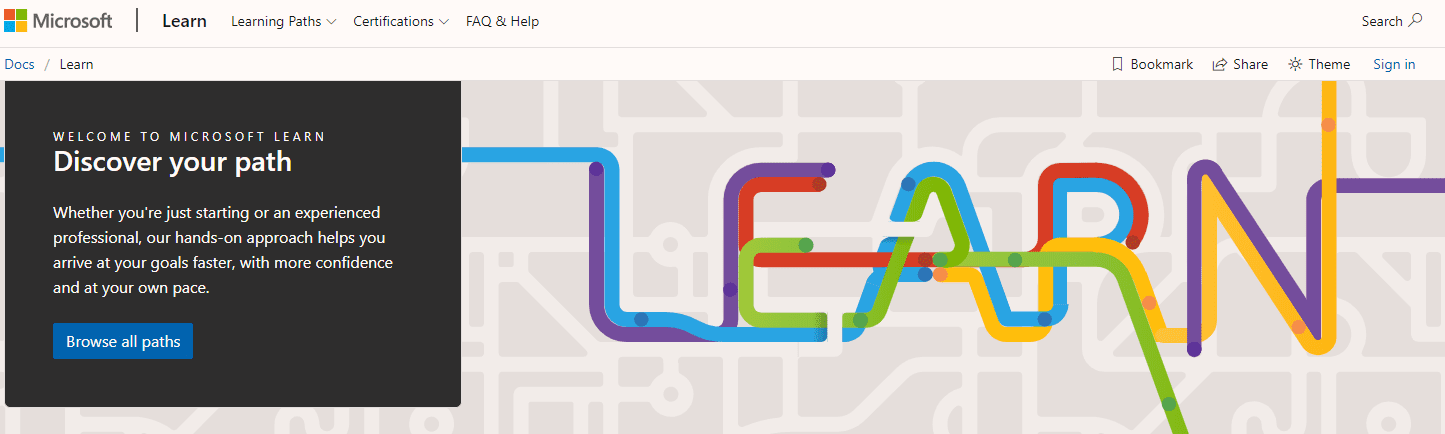 Microsoft Learn Learning Paths Certifications FAQ & Help Search
Docs / Learn Bookmark Share Theme Sign in
WELCOME TO MICROSOFT LEARN
Discover your path
Whether you're just starting or an experienced
professional, our hands-on approach helps you
arrive at your goals faster, with more confidence
and at your own pace.
Browse all paths
LEARN